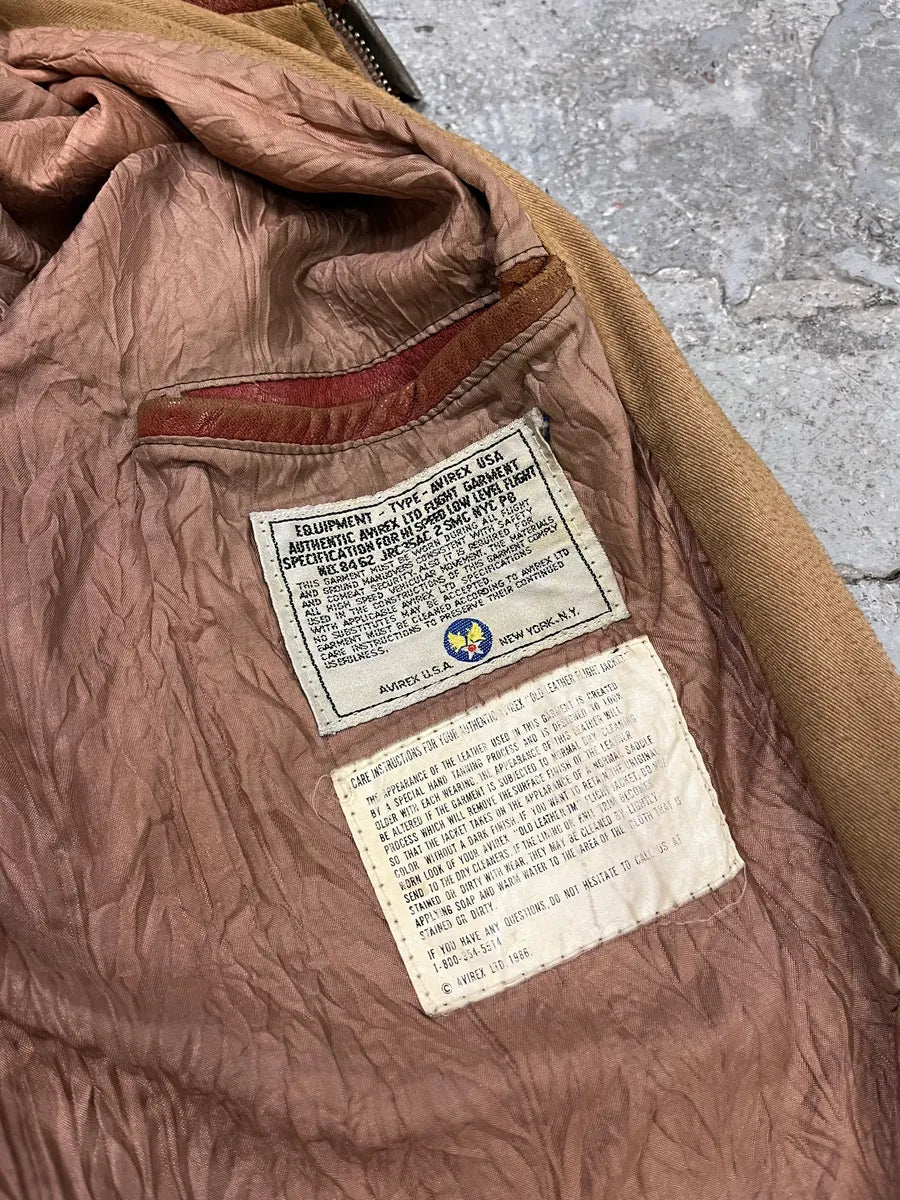 EQUIPMENT - TYPE - AVIREX USA
AUTHENTIC AVIREX LTD FLIGHT GARMENT
SPECIFICATION FOR HI SPEED LOW LEVEL FLIGHT
NO. 8462 JRC35AC 2 SMC NYC PB
THIS GARMENT MUST BE WORN DURING ALL FLIGHT
AND GROUND MANUOVERS CONSISTENT WITH SAFETY
AND COMBAT SECURITY. ALSO IT IS REQUIRED FOR
ALL HIGH SPEED VEHICULAR MOVEMENT. THE MATERIALS
USED IN THE CONSTRUCTIONS OF THIS GARMENT COMPLY
WITH APPLICABLE AVIREX LTD SPECIFICATIONS
NO SUBSTITUTES MAY BE ACCEPTED.
GARMENT MUST BE CLEANED ACCORDING TO AVIREX LTD
CARE INSTRUCTIONS TO PRESERVE THEIR CONTINUED
USEFULNESS.
AVIREX U.S.A. NEW YORK. N.Y.
CARE INSTRUCTIONS FOR YOUR AUTHENTIC AVIREX "OLD LEATHER FLIGHT JACKET"
THE APPEARANCE OF THE LEATHER USED IN THIS GARMENT IS CREATED
BY A SPECIAL HAND TANNING PROCESS AND IS DESIGNED TO LOOK
OLDER WITH EACH WEARING. THE APPEARANCE OF THIS LEATHER WILL
BE ALTERED IF THE GARMENT IS SUBJECTED TO NORMAL DRY CLEANING
PROCESS WHICH WILL REMOVE THE SURFACE FINISH OF THE LEATHER
SO THAT THE JACKET TAKES ON THE APPEARANCE OF A NATURAL SADDLE
COLOR WITHOUT A DARK FINISH. IF YOU WANT TO RETAIN THE ORIGINAL
WORN LOOK OF YOUR AVIREX "OLD LEATHER"TM FLIGHT JACKET, DO NOT
SEND TO THE DRY CLEANERS. IF THE LINING OR KNIT TRIM BECOMES
STAINED OR DIRTY WITH WEAR, THEY MAY BE CLEANED BY LIGHTLY
APPLYING SOAP AND WARM WATER TO THE AREA OF THE CLOTH THAT IS
STAINED OR DIRTY.
IF YOU HAVE ANY QUESTIONS, DO NOT HESITATE TO CALL US AT
1-800-354-5514
© AVIREX LTD 1986.